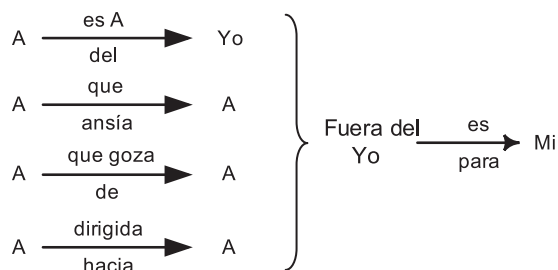 es A
A Yo
del
que
A A
ansía
que goza
A A
de
dirigida
A A
hacia
Fuera del
Yo
es
para
Mi